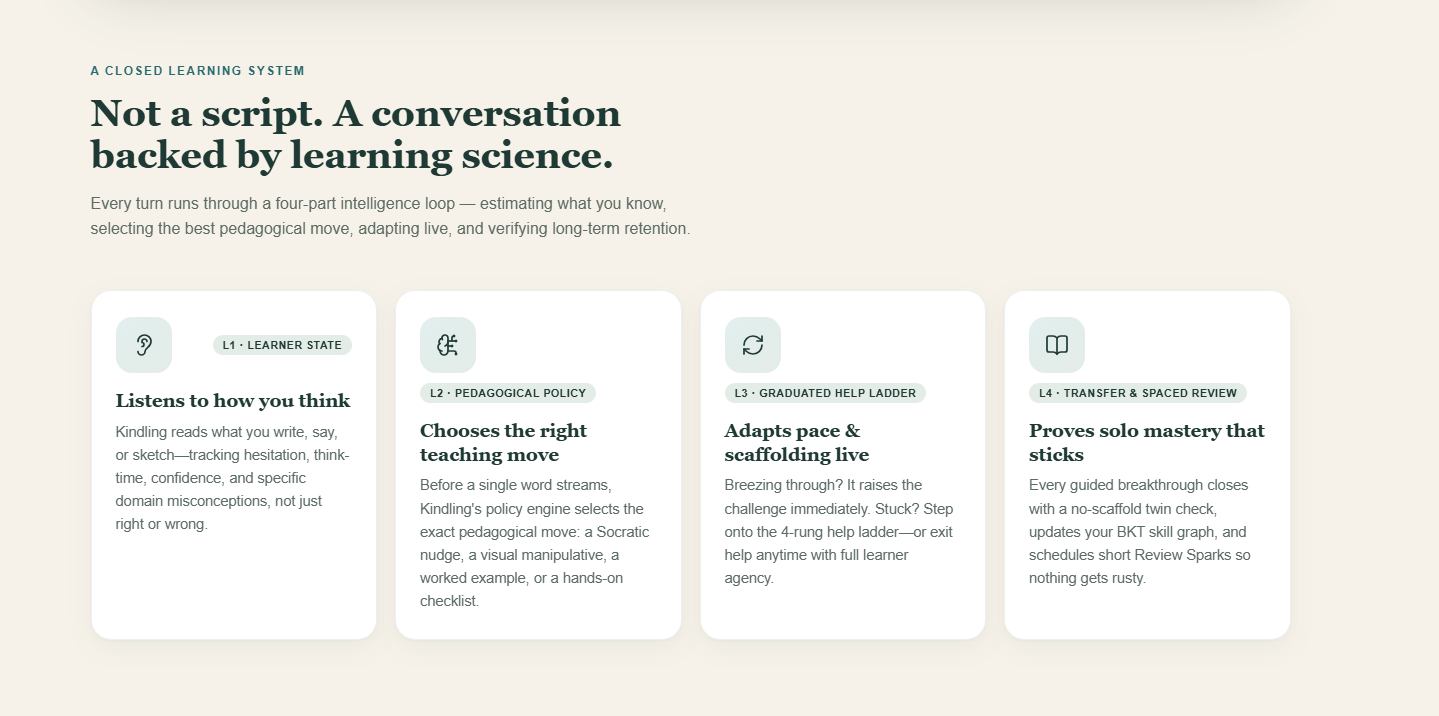 A CLOSED LEARNING SYSTEM
Not a script. A conversation
backed by learning science.
Every turn runs through a four-part intelligence loop — estimating what you know,
selecting the best pedagogical move, adapting live, and verifying long-term retention.
L1 · LEARNER STATE
Listens to how you think
Kindling reads what you write, say,
or sketch—tracking hesitation, think-
time, confidence, and specific
domain misconceptions, not just
right or wrong.
L2 · PEDAGOGICAL POLICY
Chooses the right
teaching move
Before a single word streams,
Kindling's policy engine selects the
exact pedagogical move: a Socratic
nudge, a visual manipulative, a
worked example, or a hands-on
checklist.
L3 · GRADUATED HELP LADDER
Adapts pace &
scaffolding live
Breezing through? It raises the
challenge immediately. Stuck? Step
onto the 4-rung help ladder—or exit
help anytime with full learner
agency.
L4 · TRANSFER & SPACED REVIEW
Proves solo mastery that
sticks
Every guided breakthrough closes
with a no-scaffold twin check,
updates your BKT skill graph, and
schedules short Review Sparks so
nothing gets rusty.